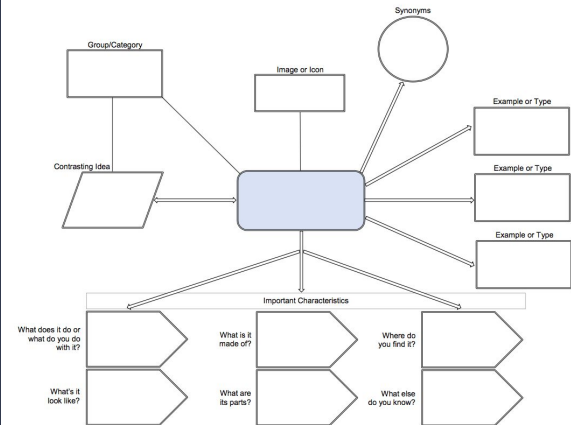 Synonyms
Group/Category
Image or Icon
Example or Type
Contrasting Idea
Example or Type
Example or Type
Important Characteristics
What does it do or
what do you do
with it?
What is it
made of?
Where do
you find it?
What's it
look like?
What are
its parts?
What else
do you know?